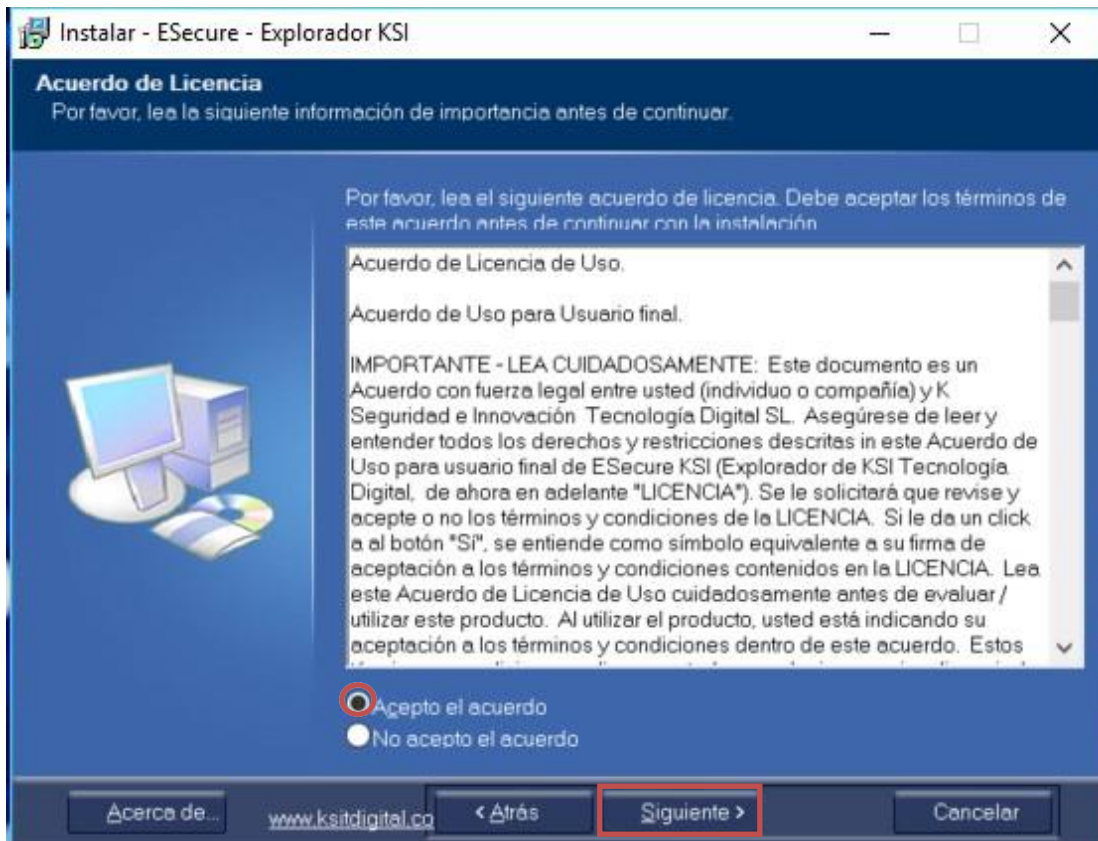 Instalar - ESecure - Explorador KSI
Acuerdo de Licencia
Por favor, lea la siguiente información de importancia antes de continuar.
Por favor, lea el siguiente acuerdo de licencia. Debe aceptar los términos de
este acuerdo antes de continuar con la instalación
Acuerdo de Licencia de Uso.
Acuerdo de Uso para Usuario final.
IMPORTANTE - LEA CUIDADOSAMENTE: Este documento es un
Acuerdo con fuerza legal entre usted (individuo o compañía) y K
Seguridad e Innovación Tecnología Digital SL. Asegúrese de leer y
entender todos los derechos y restricciones descritas in este Acuerdo de
Uso para usuario final de ESecure KSI (Explorador de KSI Tecnología
Digital, de ahora en adelante "LICENCIA"). Se le solicitará que revise y
acepte o no los términos y condiciones de la LICENCIA. Si le da un click
a al botón "Si", se entiende como símbolo equivalente a su firma de
aceptación a los términos y condiciones contenidos en la LICENCIA. Lea
este Acuerdo de Licencia de Uso cuidadosamente antes de evaluar /
utilizar este producto. Al utilizar el producto, usted está indicando su
aceptación a los términos y condiciones dentro de este acuerdo. Estos
Acepto el acuerdo
No acepto el acuerdo
Acerca de... www.ksitdigital.co < Atrás Siguiente > Cancelar